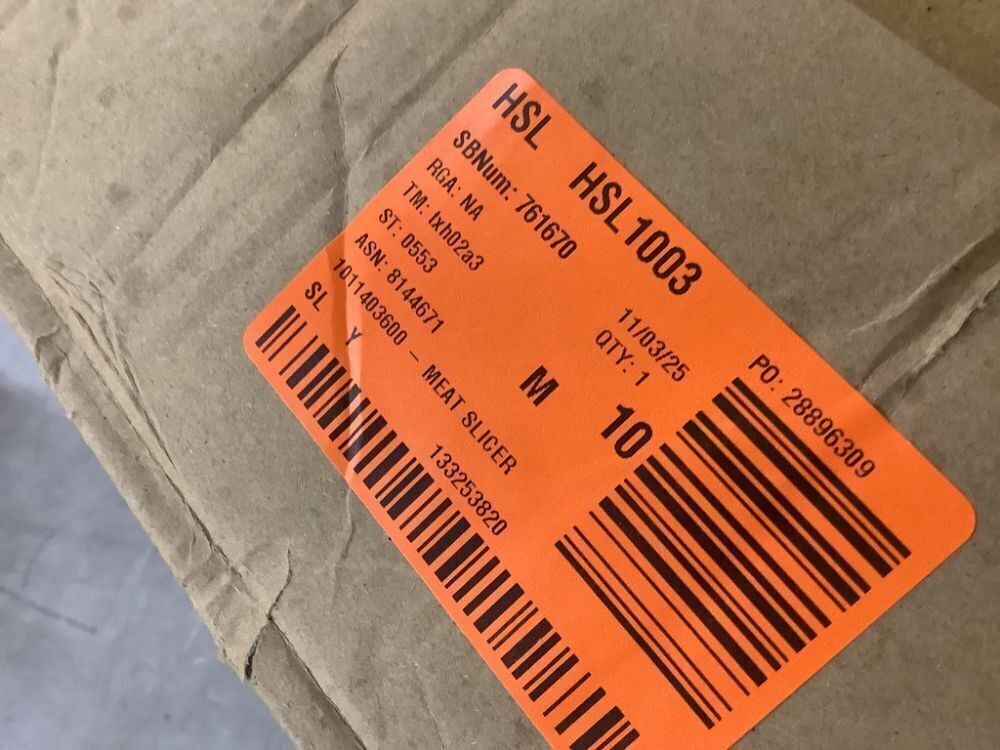 HSL HSL1003
SBNum: 761670
RGA: NA 11/03/25
TM: txh02a3 QTY: 1
ST: 0553 PO: 28896309
ASN: 8144671 M 10
1011403600 - MEAT SLICER
SL Y 133253820